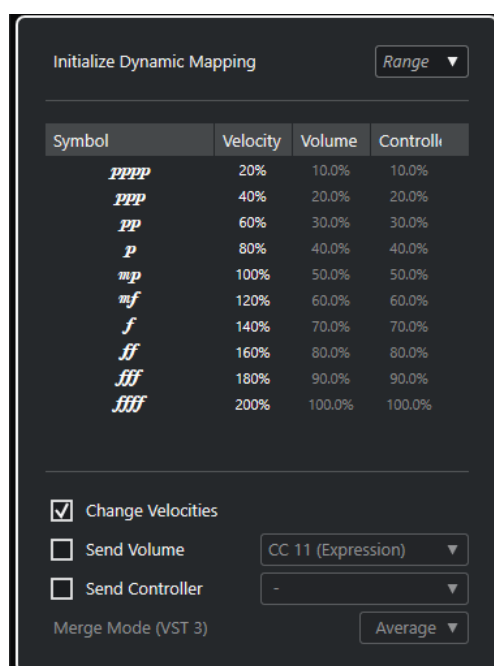 Initialize Dynamic Mapping Range
Symbol Velocity Volume Controlle
pppp 20% 10.0% 10.0%
ppp 40% 20.0% 20.0%
pp 60% 30.0% 30.0%
p 80% 40.0% 40.0%
mp 100% 50.0% 50.0%
mf 120% 60.0% 60.0%
f 140% 70.0% 70.0%
ff 160% 80.0% 80.0%
fff 180% 90.0% 90.0%
ffff 200% 100.0% 100.0%
Change Velocities
Send Volume CC 11 (Expression)
Send Controller -
Merge Mode (VST 3) Average